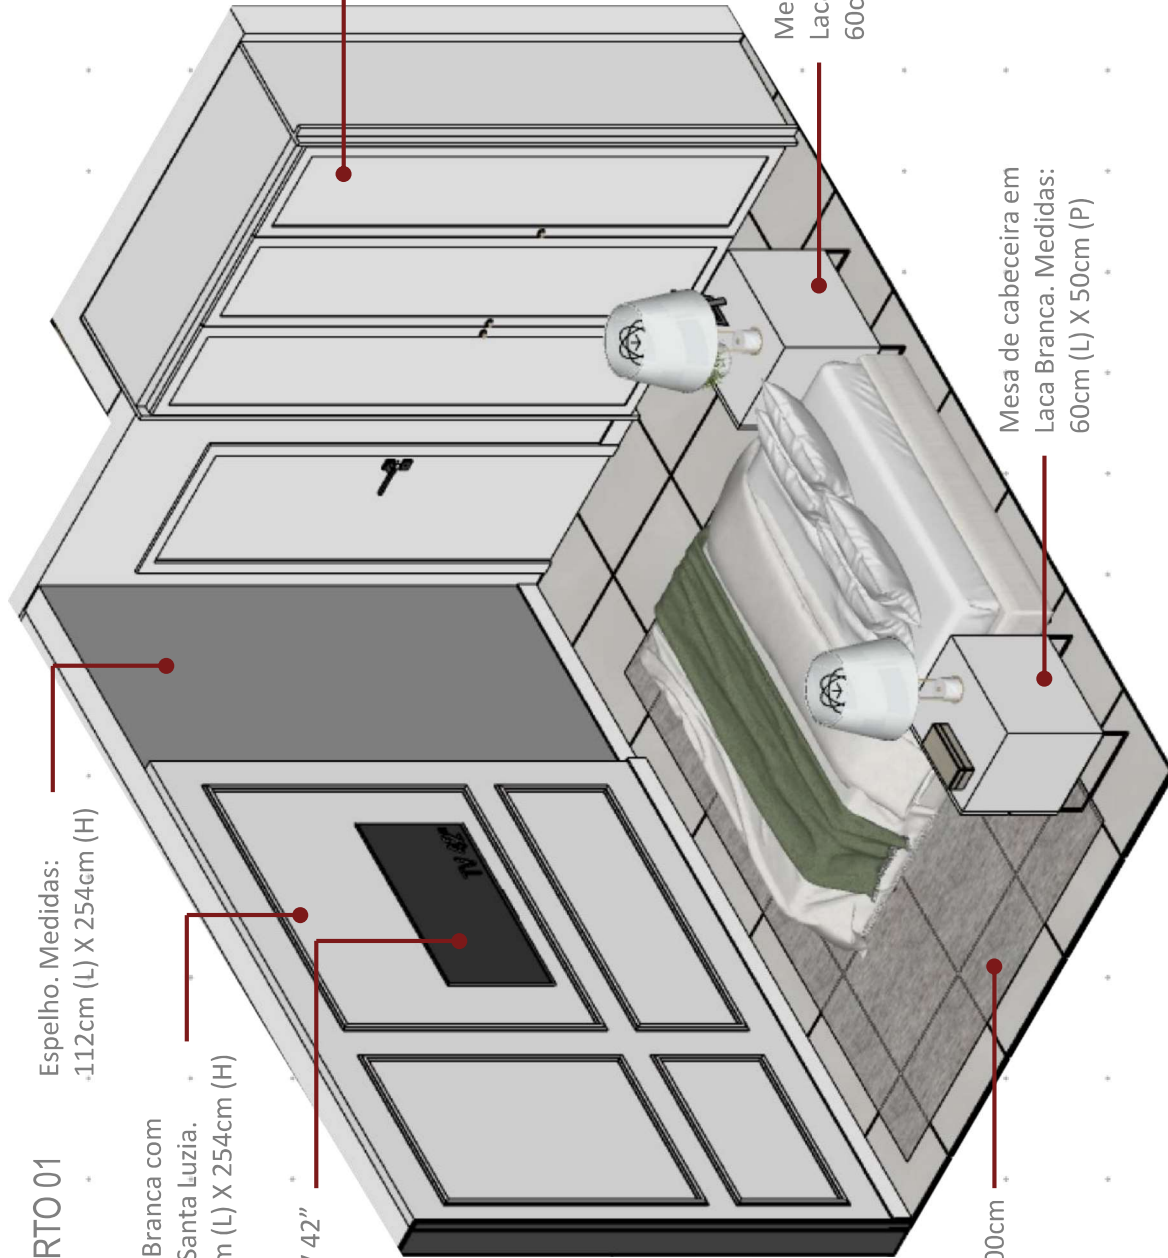 RTO 01
Espelho. Medidas:
112cm (L) X 254cm (H)
Branca com
Santa Luzia.
m (L) X 254cm (H)
42”
00cm
Mesa de cabeceira em
Laca Branca. Medidas:
60cm (L) X 50cm (P)
Me
Laca
60c
TV 42"